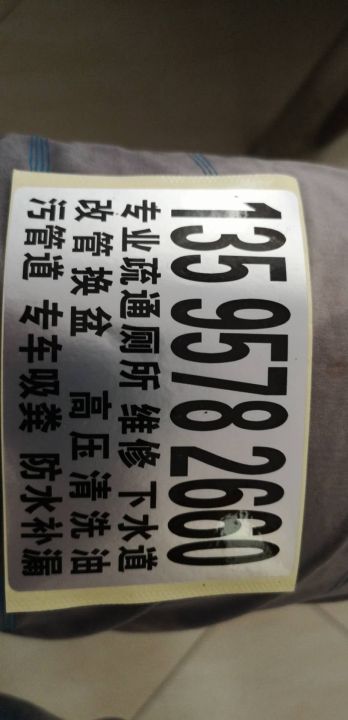 135 9578 2660
专业疏通厕所 维修 下水道
改管换盆 高压清洗油
污管道 专车吸粪 防水补漏